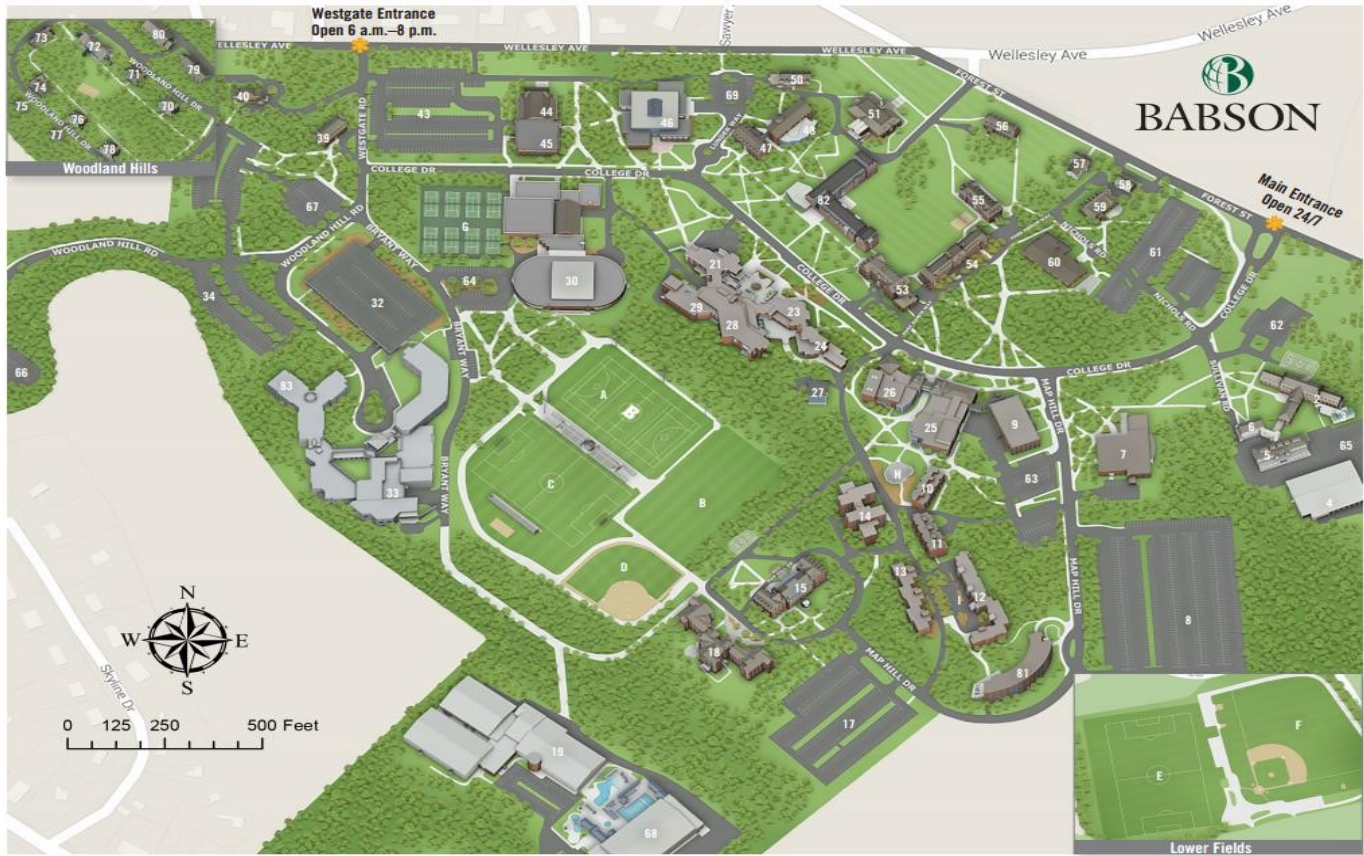 Westgate Entrance
Open 6 a.m.–8 p.m.
WELLESLEY AVE
WELLESLEY AVE
WELLESLEY AVE
Sawyer
Wellesley Ave
Wellesley Ave
FOREST ST
BABSON
73
72
80
79
71
74
75
70
76
77
78
WOODLAND HILL DR
WOODLAND HILL DR
Woodland Hills
40
39
WESTGATE RD
43
44
45
46
69
50
51
48
47
LUNDER WAY
56
57
58
59
COLLEGE DR
COLLEGE DR
Main Entrance
Open 24/7
FOREST ST
82
55
54
53
NICHOLS RD
60
61
NICHOLS RD
COLLEGE DR
62
67
WOODLAND HILL RD
WOODLAND HILL RD
BRYANT WAY
G
64
30
21
29
28
23
24
COLLEGE DR
34
32
BRYANT WAY
66
83
27
26
25
9
COLLEGE DR
MAP HILL DR
SULLIVAN RD
2
6
5
65
4
7
A
B
C
B
D
33
BRYANT WAY
H
10
63
14
11
13
I
12
15
18
81
MAP HILL DR
8
MAP HILL DR
17
19
68
N
W
E
S
Skyline Dr
0 125 250 500 Feet
E
F
Lower Fields